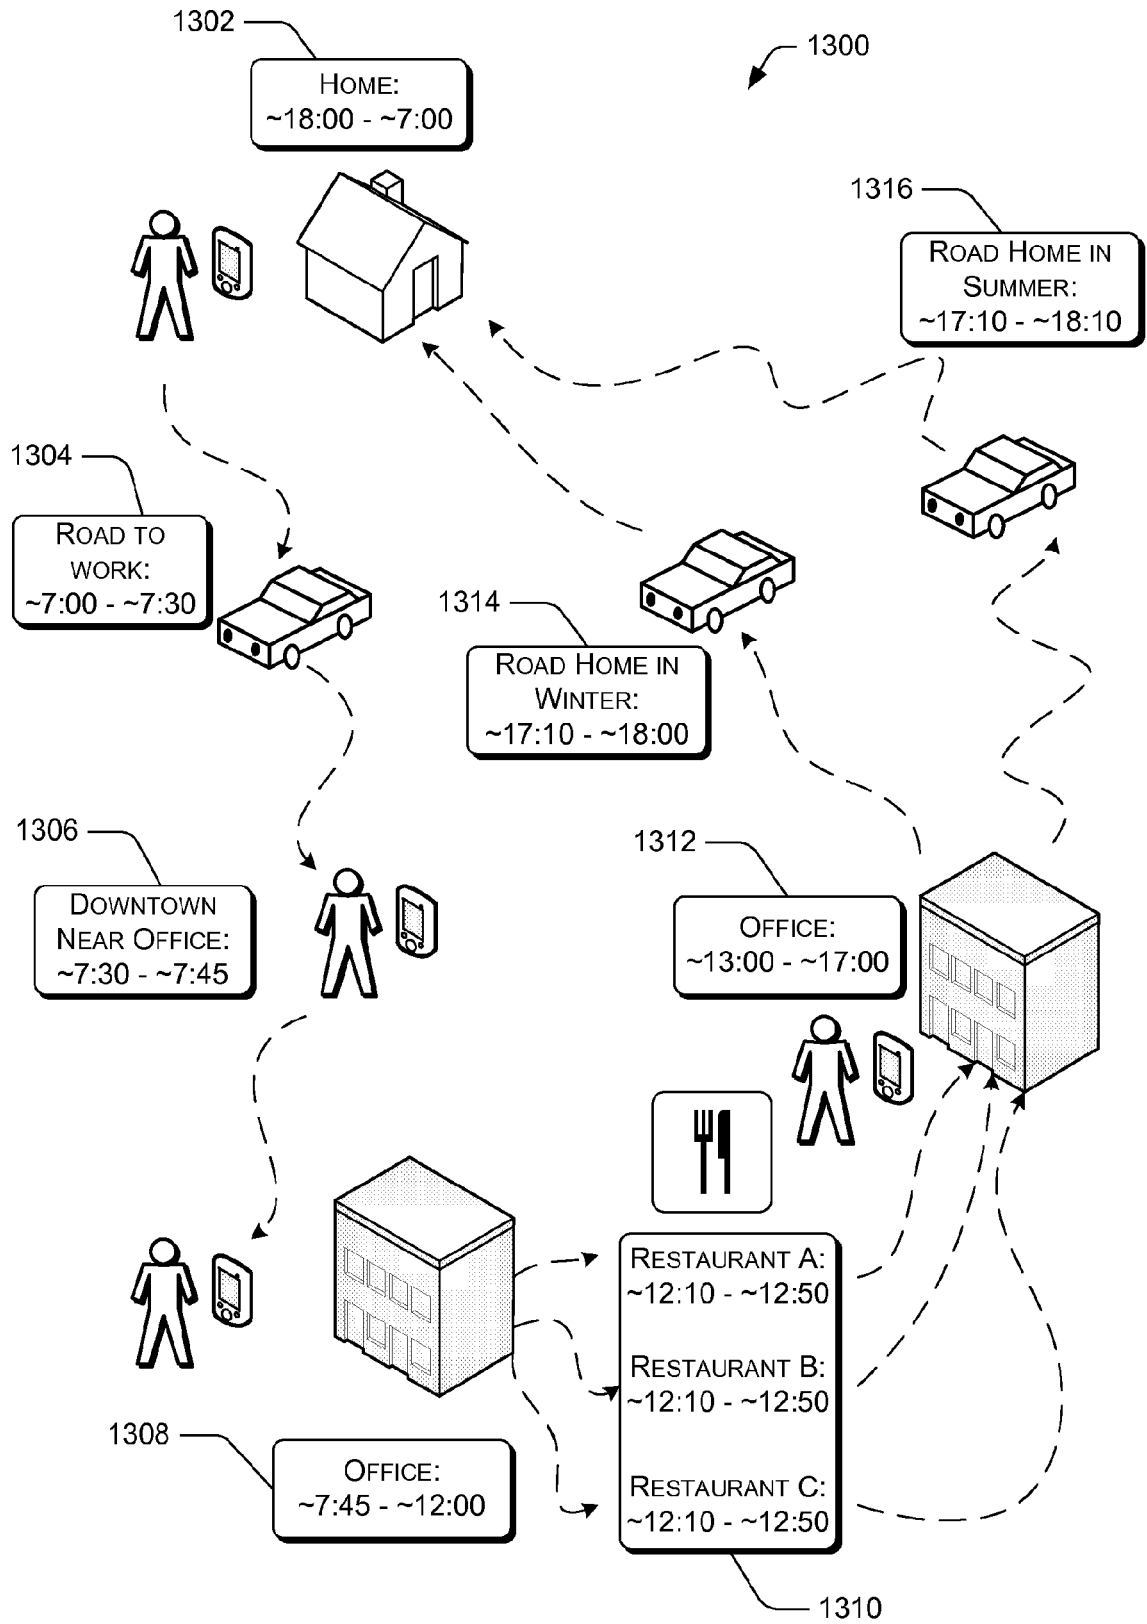 1302
1300
HOME:
~18:00 - ~7:00
1316
ROAD HOME IN
SUMMER:
~17:10 - ~18:10
1304
ROAD TO
WORK:
~7:00 - ~7:30
1314
ROAD HOME IN
WINTER:
~17:10 - ~18:00
1306
DOWNTOWN
NEAR OFFICE:
~7:30 - ~7:45
1312
OFFICE:
~13:00 - ~17:00
RESTAURANT A:
~12:10 - ~12:50
RESTAURANT B:
~12:10 - ~12:50
RESTAURANT C:
~12:10 - ~12:50
1308
OFFICE:
~7:45 - ~12:00
1310